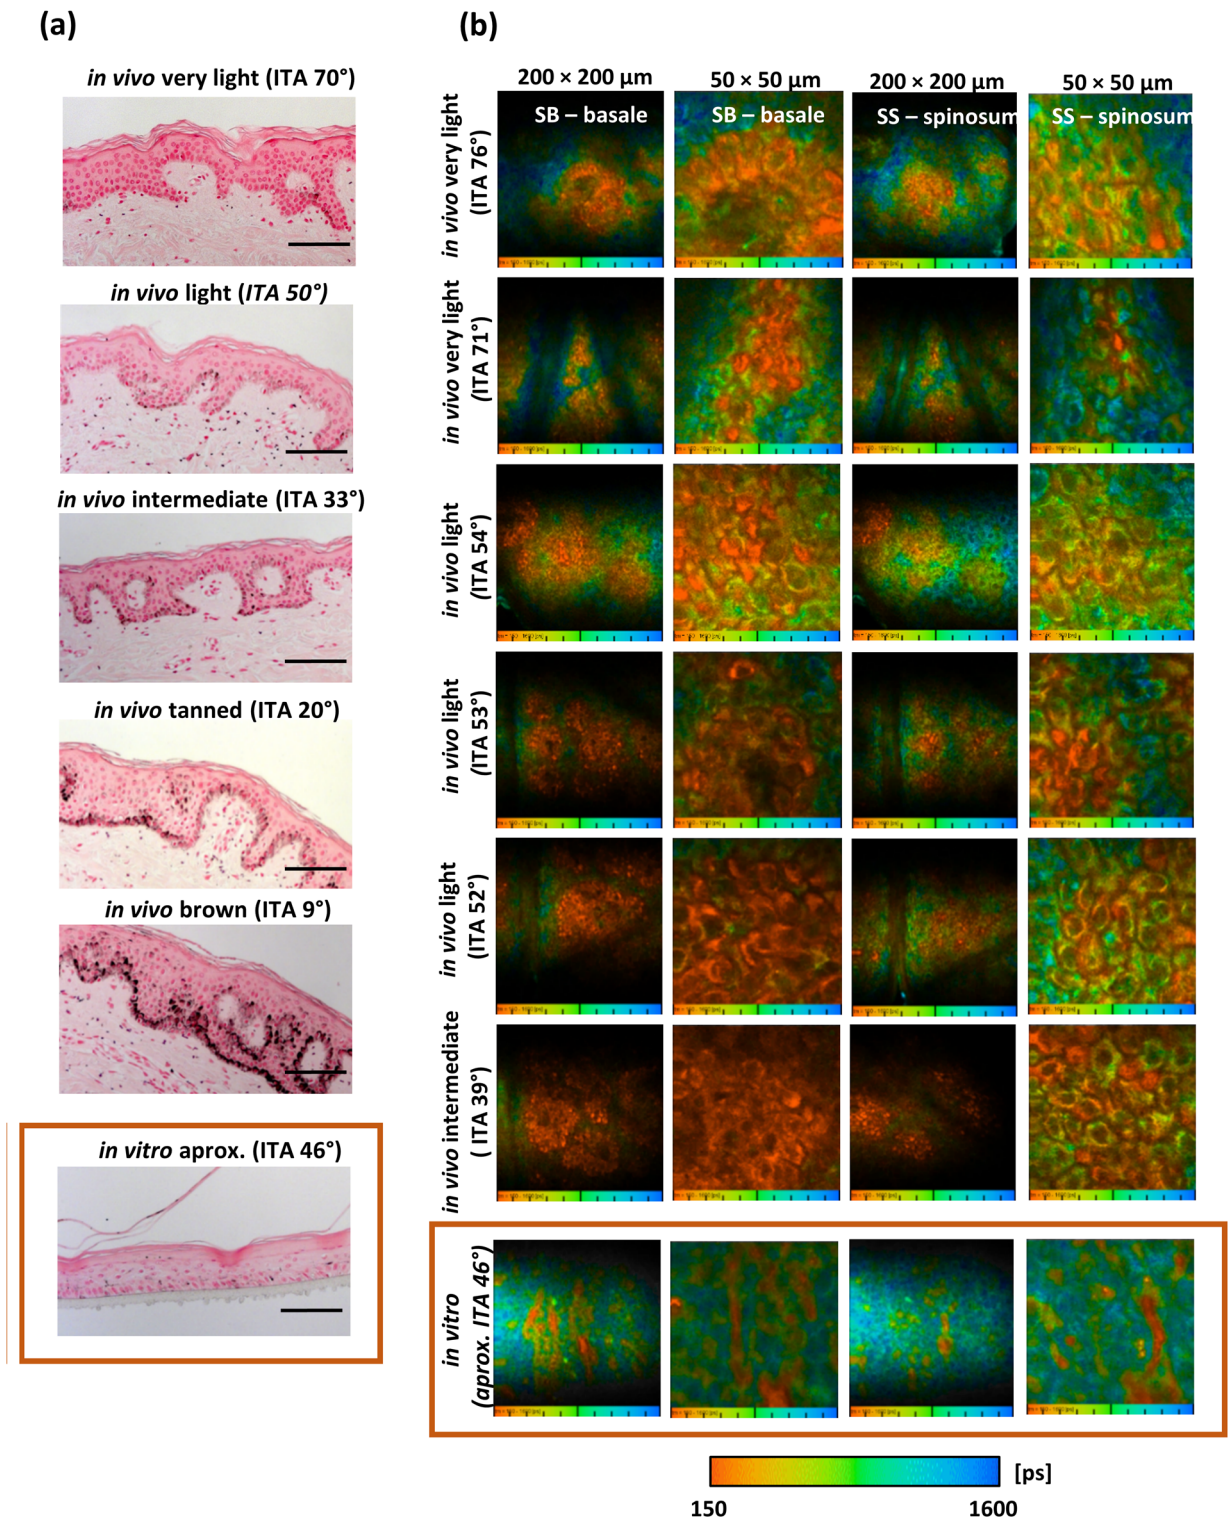 (a)
in vivo very light (ITA 70°)
in vivo light (ITA 50°)
in vivo intermediate (ITA 33°)
in vivo tanned (ITA 20°)
in vivo brown (ITA 9°)
in vitro aprox. (ITA 46°)
(b)
200 × 200 µm
50 × 50 µm
200 × 200 µm
50 × 50 µm
SB – basale
SB – basale
SS – spinosum
SS – spinosum
in vivo very light
(ITA 76°)
in vivo very light
(ITA 71°)
in vivo light
(ITA 54°)
in vivo light
(ITA 53°)
in vivo light
(ITA 52°)
in vivo intermediate
( ITA 39°)
in vitro
(aprox. ITA 46°)
[ps]
150
1600